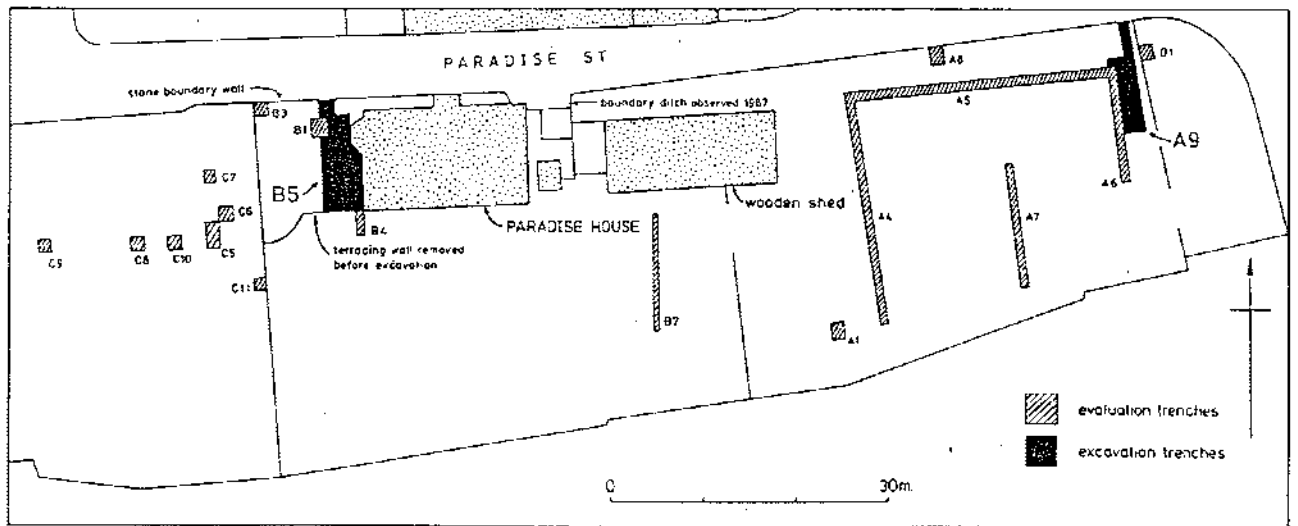 PARADISE ST
stone boundary wall
boundary ditch observed 1987
A8
B1
B3
B1
A5
A9
C7
B5
A6
C6
wooden shed
A4
A7
PARADISE HOUSE
B4
C9
C8
C10
C5
terracing wall removed
before excavation
C11
B7
A1
evaluation trenches
excavation trenches
0
30m.